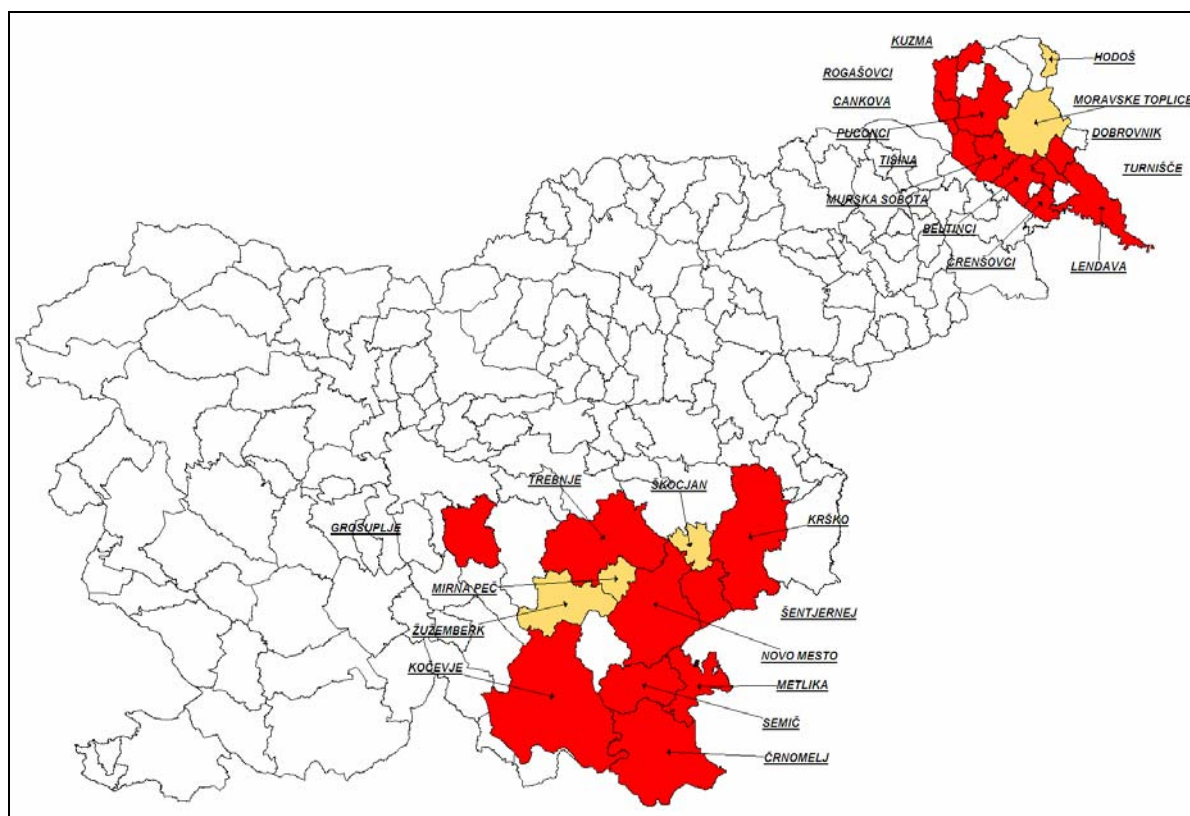 KUZMA
HODOŠ
ROGAŠOVCI
MORAVSKE TOPLICE
CANKOVA
PUCONCI
DOBROVNIK
TIŠINA
TURNIŠČE
MURSKA SOBOTA
BELTINCI
ČRENŠOVCI
LENDAVA
TREBNJE
ŠKOCJAN
GROSUPLJE
KRŠKO
MIRNA PEČ
ŠENTJERNEJ
ŽUŽEMBERK
NOVO MESTO
KOČEVJE
METLIKA
SEMIČ
ČRNOMELJ